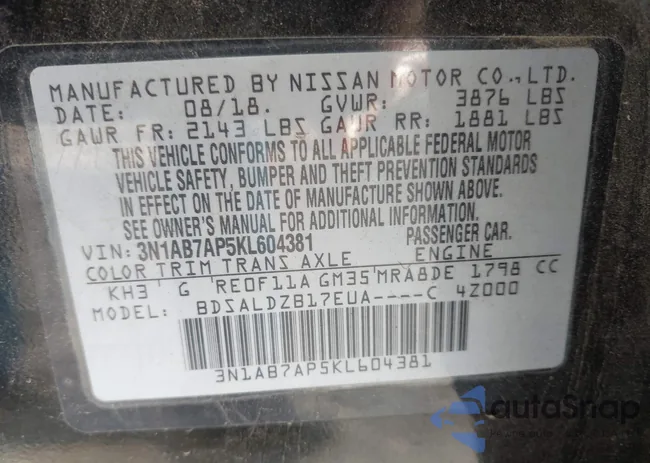 MANUFACTURED BY NISSAN MOTOR CO., LTD.
DATE: 08/18. GVWR: 3876 LBS
GAWR FR: 2143 LBS GAWR RR: 1881 LBS
THIS VEHICLE CONFORMS TO ALL APPLICABLE FEDERAL MOTOR
VEHICLE SAFETY, BUMPER AND THEFT PREVENTION STANDARDS
IN EFFECT ON THE DATE OF MANUFACTURE SHOWN ABOVE.
SEE OWNER'S MANUAL FOR ADDITIONAL INFORMATION.
VIN: 3N1AB7AP5KL604381 PASSENGER CAR.
COLOR TRIM TRANS AXLE ENGINE
KH3 G RE0F11A GM35 MRA8DE 1798 CC
MODEL: BDSALDZB17EUA----C 4Z000
3N1AB7AP5KL604381
autoSnap